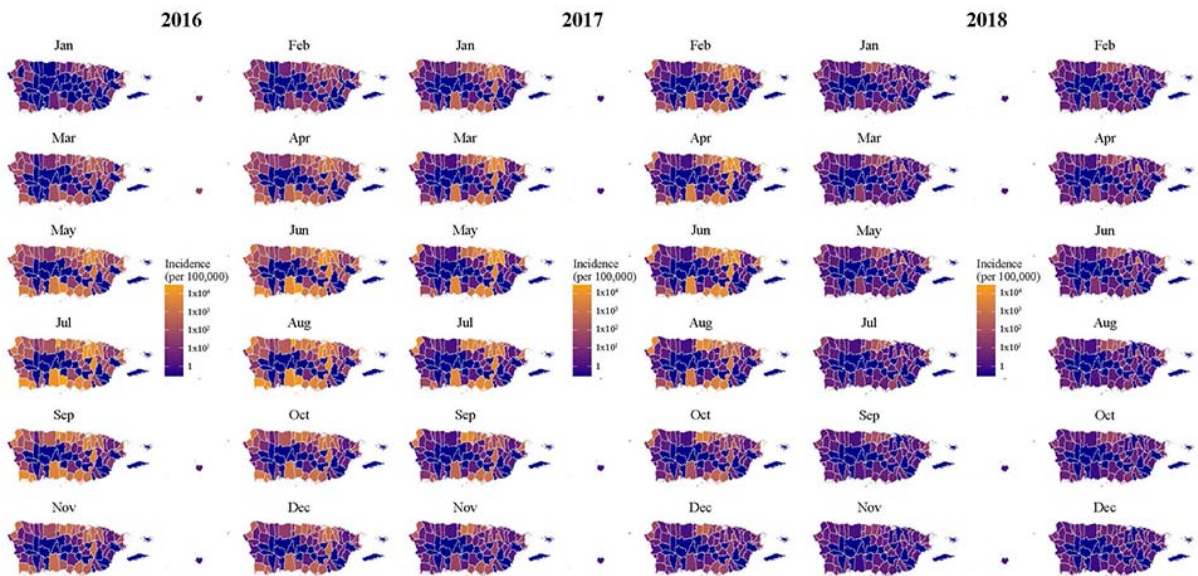 2016 2017 2018
Jan Feb Jan Feb Jan Feb
Mar Apr Mar Apr Mar Apr
May Jun May Jun May Jun
Incidence
(per 100,000)
1x10⁴
1x10³
1x10²
1x10¹
1
Incidence
(per 100,000)
1x10⁴
1x10³
1x10²
1x10¹
1
Incidence
(per 100,000)
1x10⁴
1x10³
1x10²
1x10¹
1
Jul Aug Jul Aug Jul Aug
Sep Oct Sep Oct Sep Oct
Nov Dec Nov Dec Nov Dec